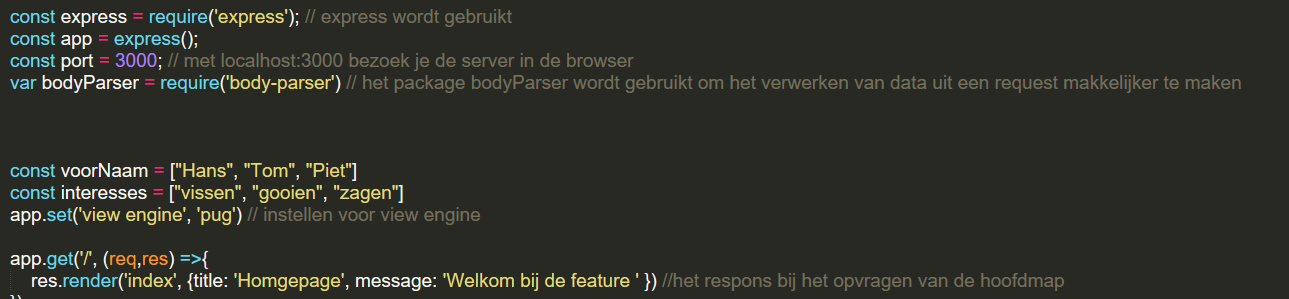 const express = require('express'); // express wordt gebruikt
const app = express();
const port = 3000; // met localhost:3000 bezoek je de server in de browser
var bodyParser = require('body-parser') // het package bodyParser wordt gebruikt om het verwerken van data uit een request makkelijker te maken
const voorNaam = ["Hans", "Tom", "Piet"]
const interesses = ["vissen", "gooien", "zagen"]
app.set('view engine', 'pug') // instellen voor view engine
app.get('/', (req,res) =>{
res.render('index', {title: 'Homgepage', message: 'Welkom bij de feature ' }) //het respons bij het opvragen van de hoofdmap
})